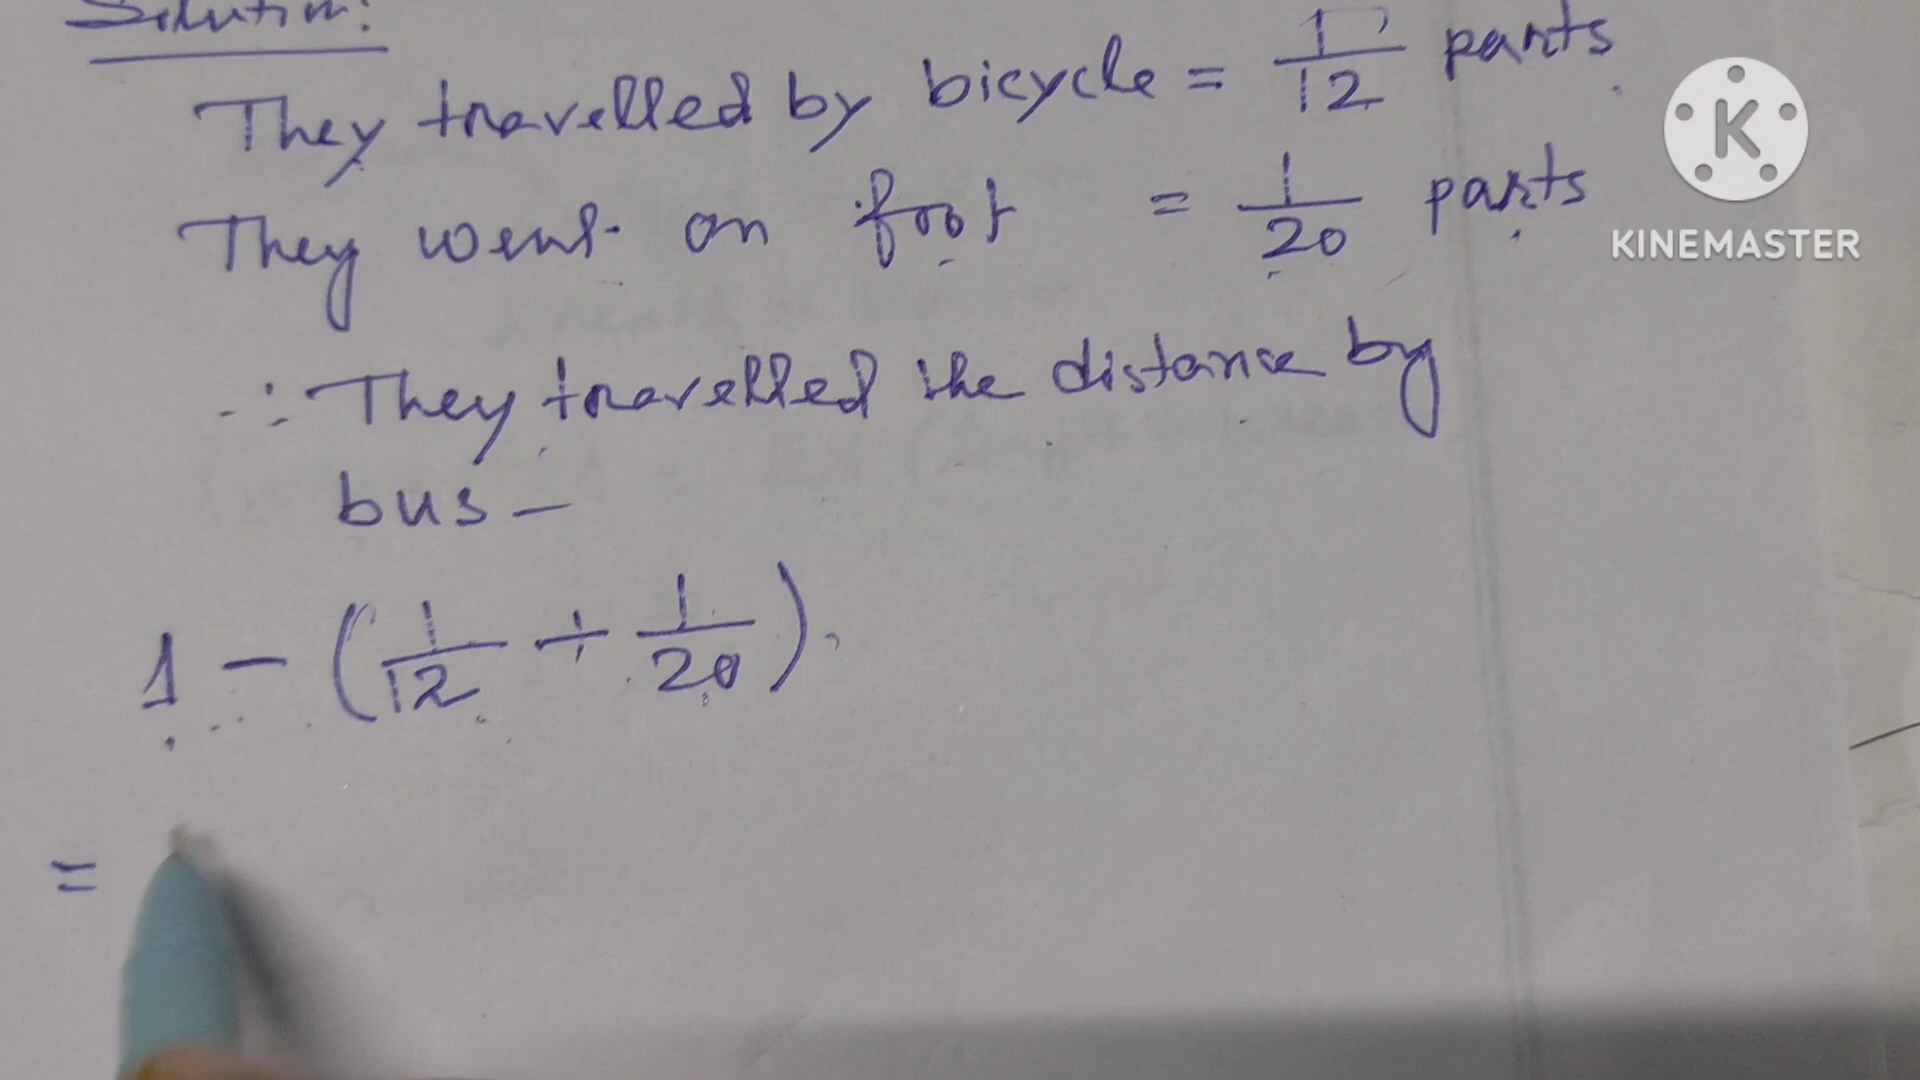 Solution:
They travelled by bicycle = 1/12 parts
They went on foot = 1/20 parts
∴ They travelled the distance by
bus –
1 – (1/12 + 1/20)
=
K
KINEMASTER